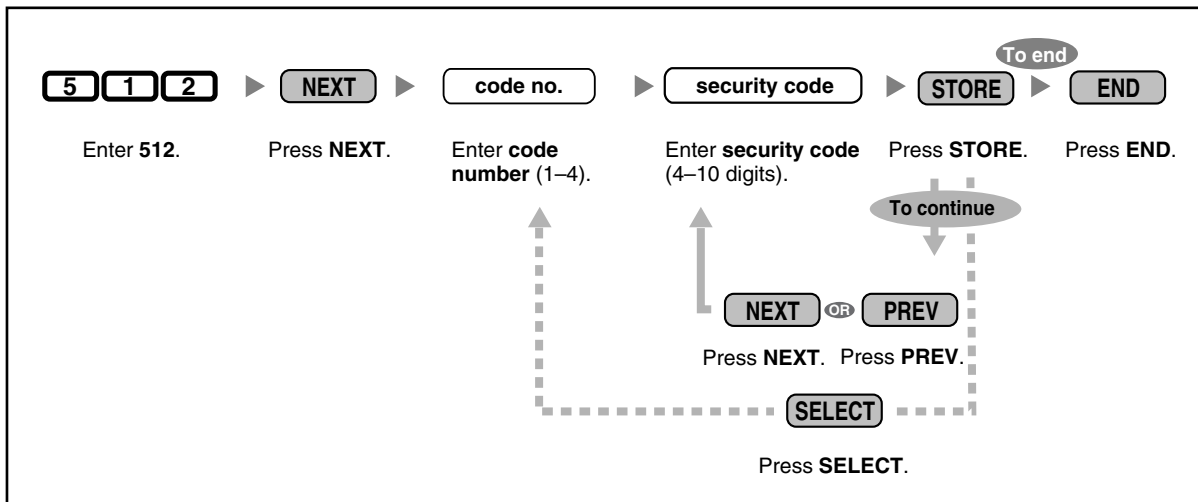 To end
5 1 2 NEXT code no. security code STORE END
Enter 512. Press NEXT. Enter code number (1–4). Enter security code (4–10 digits). Press STORE. Press END.
To continue
NEXT OR PREV
Press NEXT. Press PREV.
SELECT
Press SELECT.